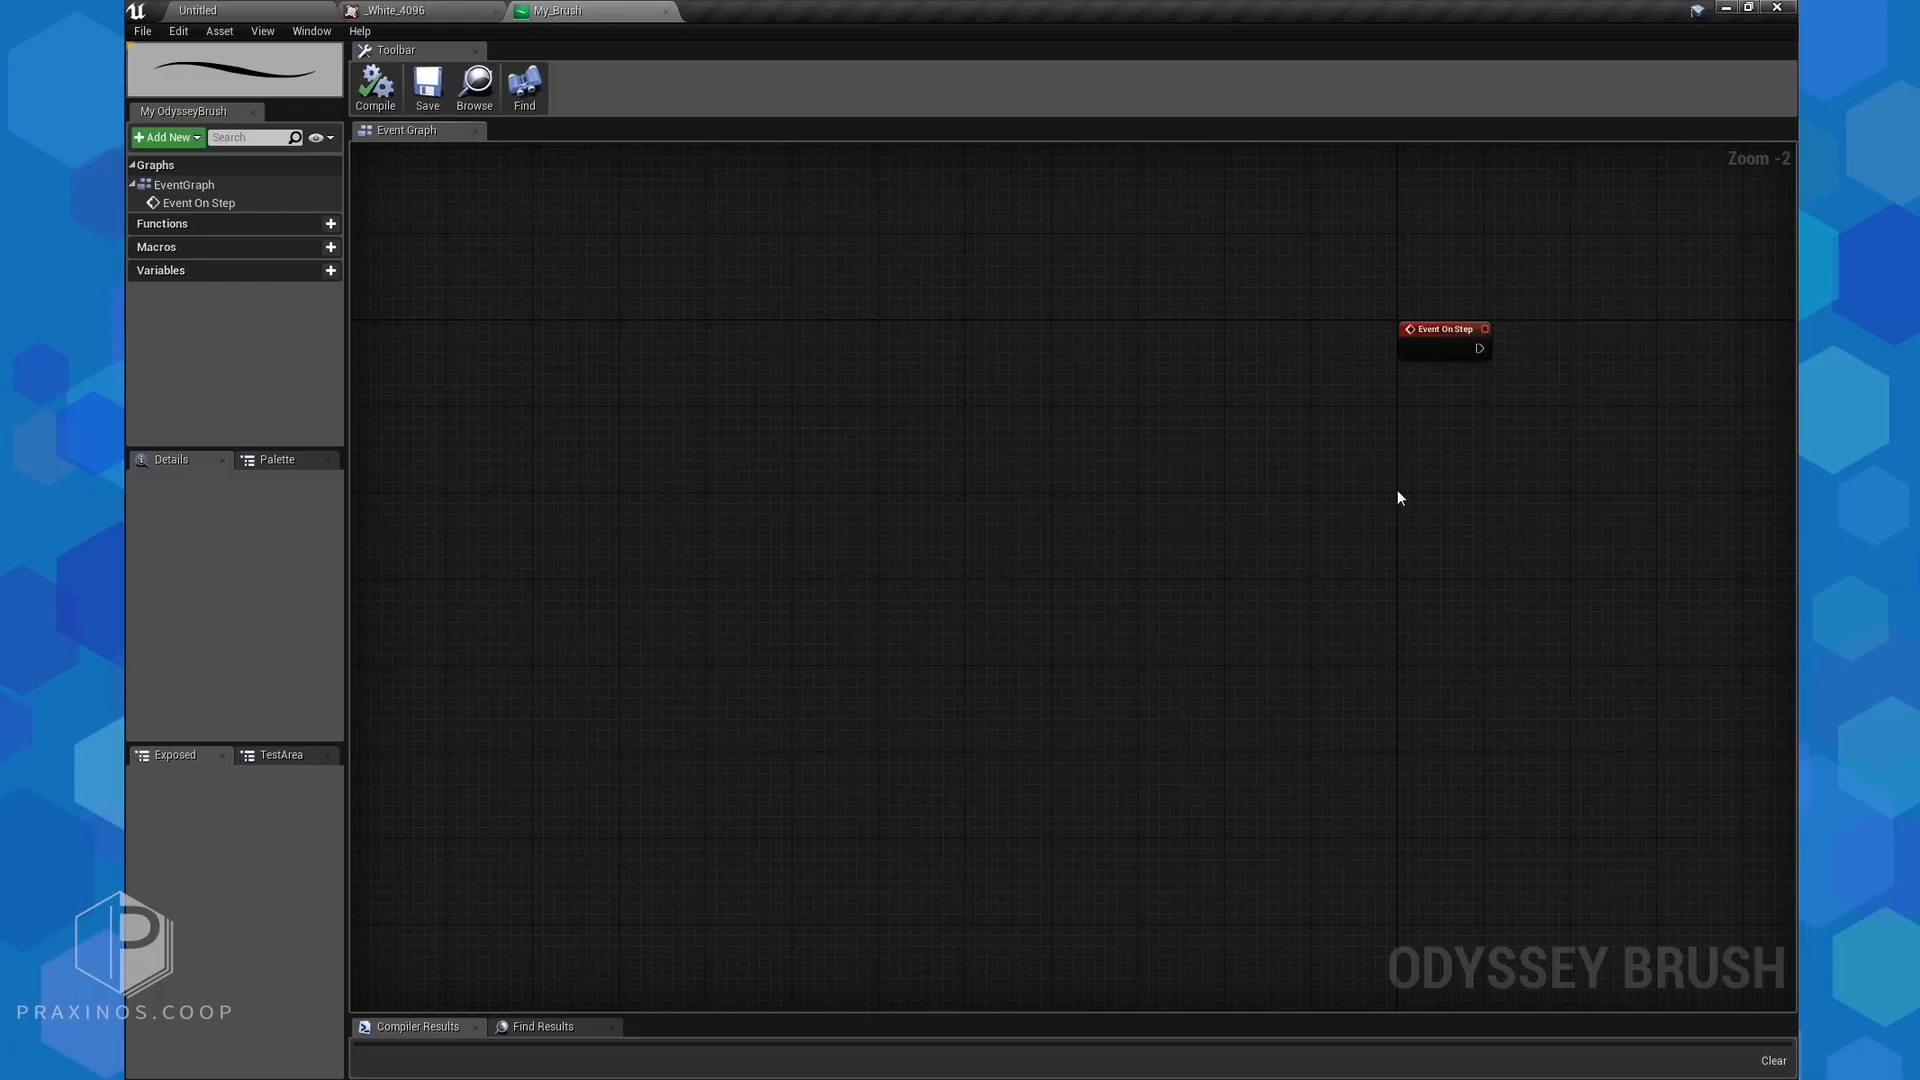 Untitled
_White_4096
My_Brush
File Edit Asset View Window Help
Toolbar
Compile Save Browse Find
My OdysseyBrush
Add New Search
Event Graph
Zoom -2
Graphs
EventGraph
Event On Step
Functions
Macros
Variables
Event On Step
Details Palette
Exposed TestArea
ODYSSEY BRUSH
P
PRAXINOS.COOP
Compiler Results Find Results
Clear